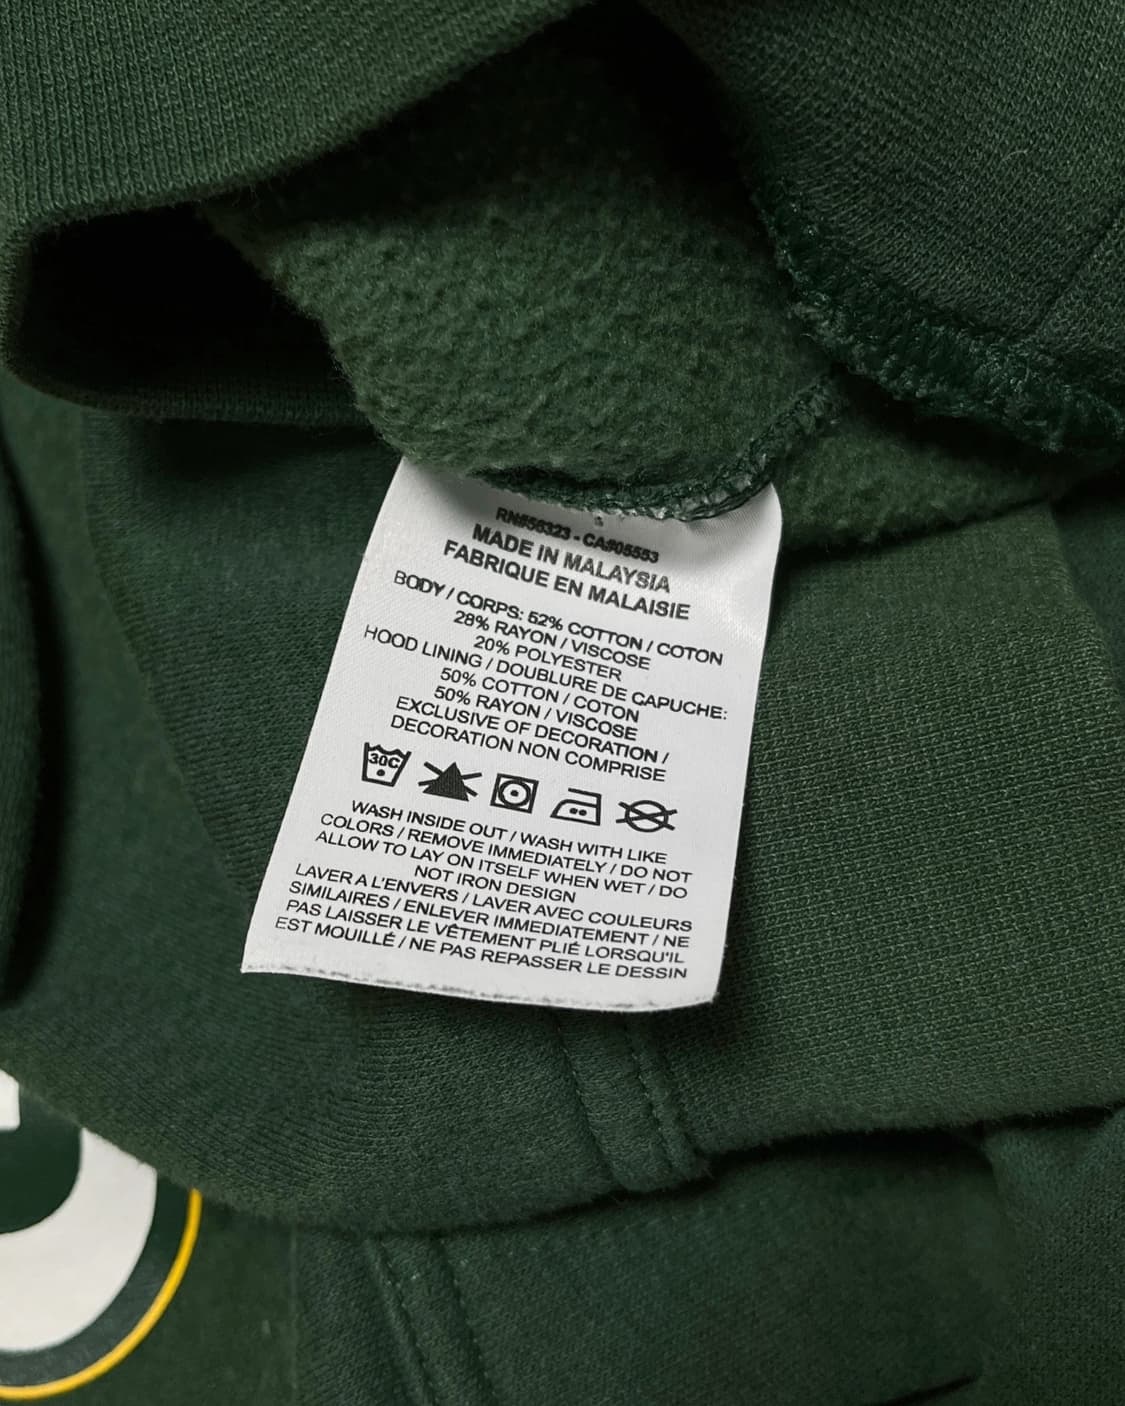 RN#56323 - CA#05553
MADE IN MALAYSIA
FABRIQUE EN MALAISIE
BODY / CORPS: 52% COTTON / COTON
28% RAYON / VISCOSE
20% POLYESTER
HOOD LINING / DOUBLURE DE CAPUCHE:
50% COTTON / COTON
50% RAYON / VISCOSE
EXCLUSIVE OF DECORATION /
DECORATION NON COMPRISE
30C
WASH INSIDE OUT / WASH WITH LIKE
COLORS / REMOVE IMMEDIATELY / DO NOT
ALLOW TO LAY ON ITSELF WHEN WET / DO
NOT IRON DESIGN
LAVER A L'ENVERS / LAVER AVEC COULEURS
SIMILAIRES / ENLEVER IMMEDIATEMENT / NE
PAS LAISSER LE VÊTEMENT PLIÉ LORSQU'IL
EST MOUILLÉ / NE PAS REPASSER LE DESSIN